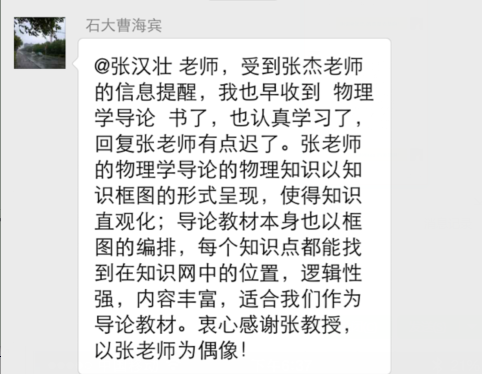 石大曹海宾
@张汉壮 老师，受到张杰老师
的信息提醒，我也早收到  物理
学导论  书了，也认真学习了，
回复张老师有点迟了。张老师
的物理学导论的物理知识以知
识框图的形式呈现，使得知识
直观化；导论教材本身也以框
图的编排，每个知识点都能找
到在知识网中的位置，逻辑性
强，内容丰富，适合我们作为
导论教材。衷心感谢张教授，
以张老师为偶像！